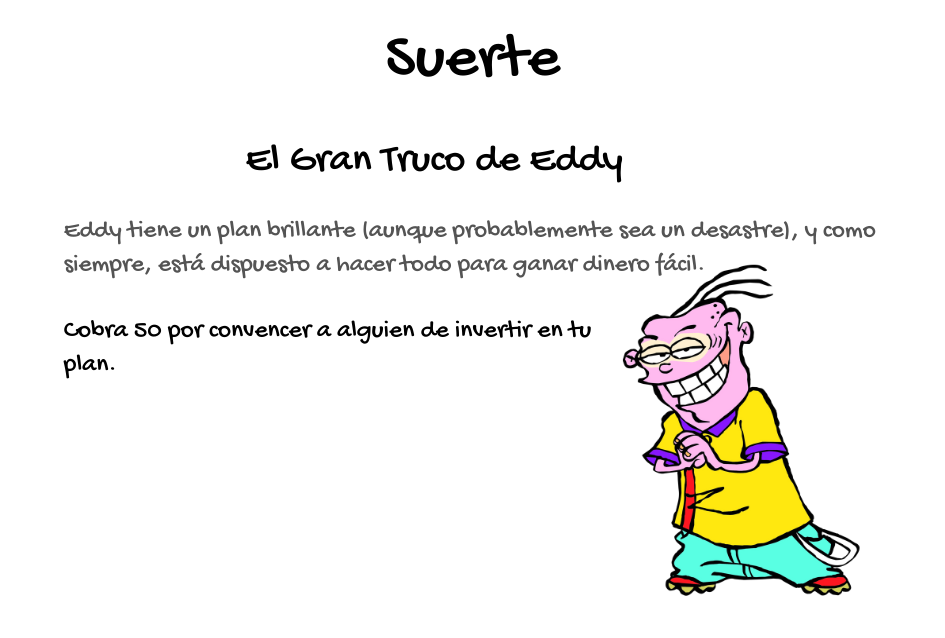 Suerte
El Gran Truco de Eddy
Eddy tiene un plan brillante (aunque probablemente sea un desastre), y como
siempre, está dispuesto a hacer todo para ganar dinero fácil.
Cobra 50 por convencer a alguien de invertir en tu
plan.